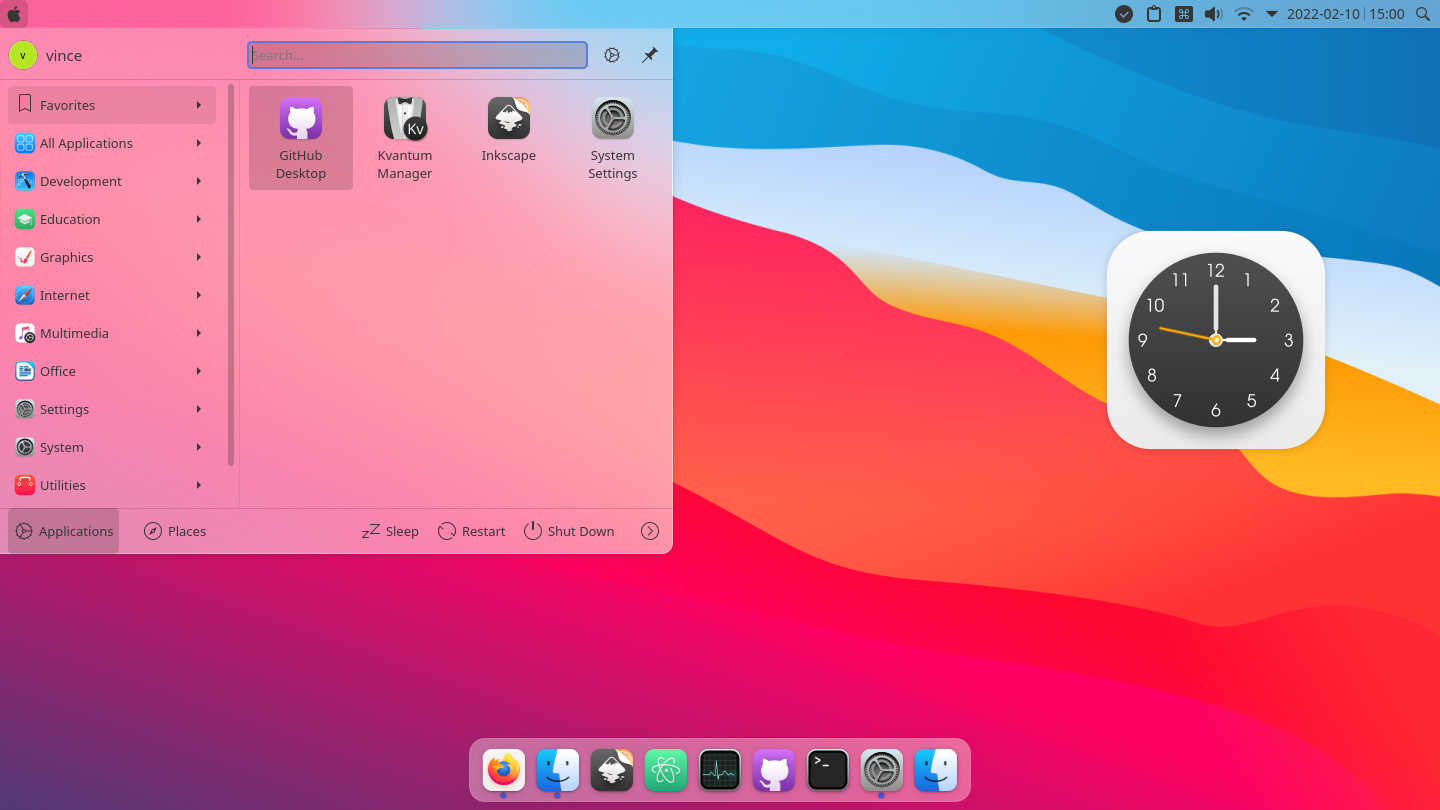 2022-02-10 15:00
v vince
Search...
Favorites
All Applications
Development
Education
Graphics
Internet
Multimedia
Office
Settings
System
Utilities
GitHub
Desktop
Kvantum
Manager
Kv
Inkscape
System
Settings
Applications
Places
zZ Sleep
Restart
Shut Down
12
1
2
3
4
5
6
7
8
9
10
11
>_